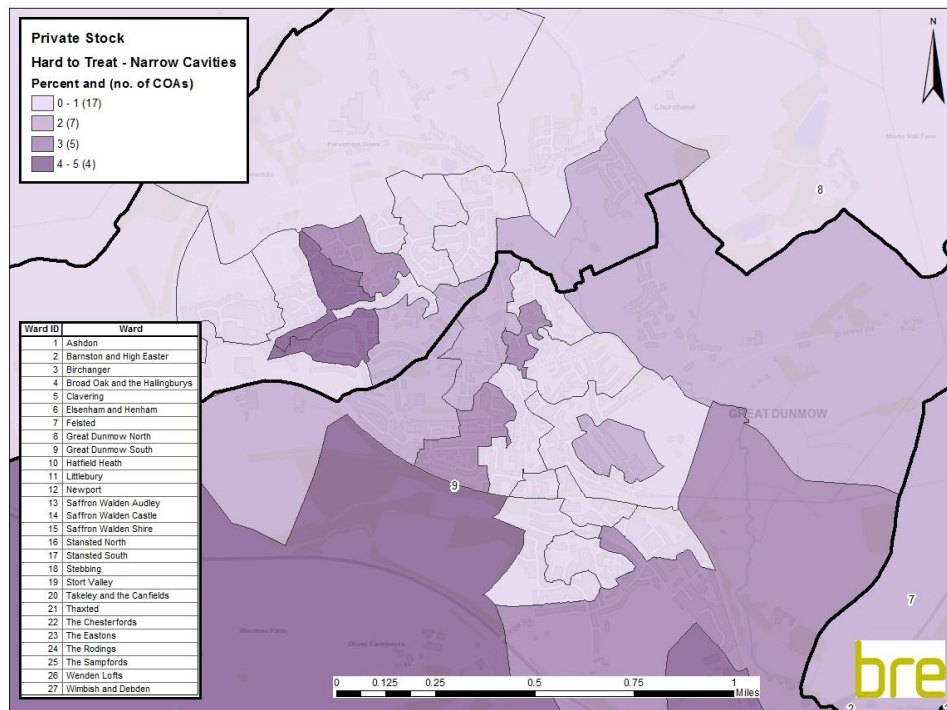 Private Stock
Hard to Treat - Narrow Cavities
Percent and (no. of COAs)
0 - 1 (17)
2 (7)
3 (5)
4 - 5 (4)
N
Churchend
8
Parsonage Downs
Ward ID Ward
1 Ashdon
2 Barnston and High Easter
3 Birchanger
4 Broad Oak and the Hallingburys
5 Clavering
6 Elsenham and Henham
7 Felsted
8 Great Dunmow North
9 Great Dunmow South
10 Hatfield Heath
11 Littlebury
12 Newport
13 Saffron Walden Audley
14 Saffron Walden Castle
15 Saffron Walden Shire
16 Stansted North
17 Stansted South
18 Stebbing
19 Stort Valley
20 Takeley and the Canfields
21 Thaxted
22 The Chesterfords
23 The Eastons
24 The Rodings
25 The Sampfords
26 Wenden Lofts
27 Wimbish and Debden
GREAT DUNMOW
9
7
0 0.125 0.25 0.5 0.75 1
Miles
bre
2